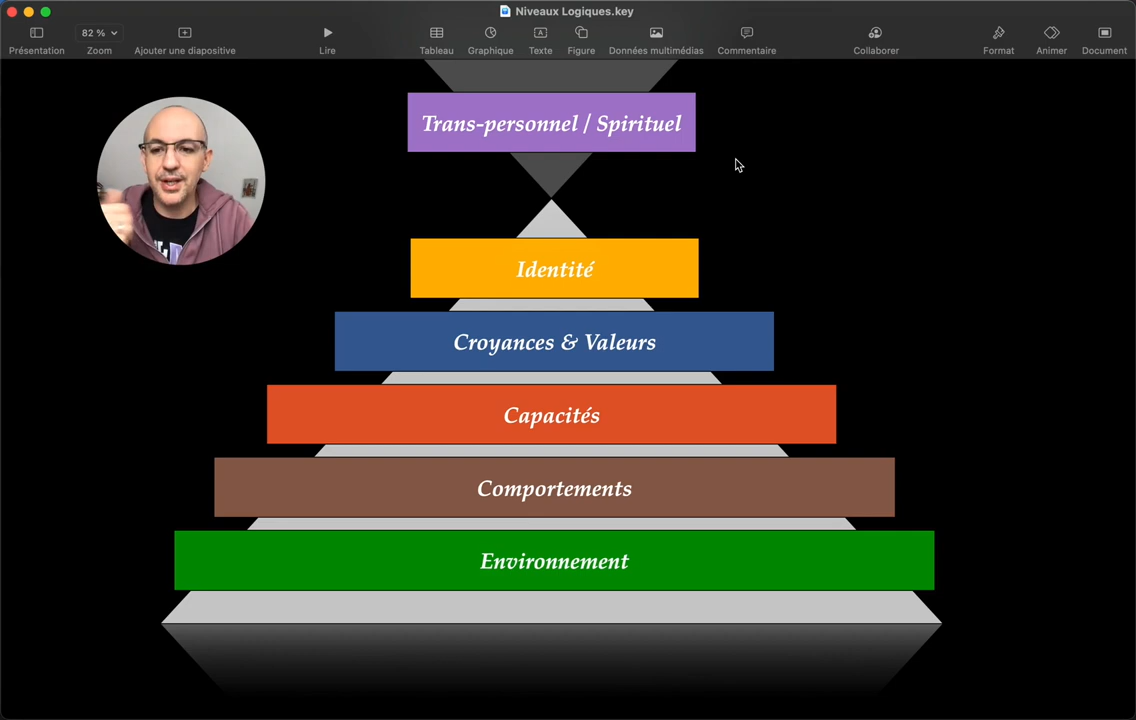 Niveaux Logiques.key
82 %
Présentation
Zoom
Ajouter une diapositive
Lire
Tableau
Graphique
Texte
Figure
Données multimédias
Commentaire
Collaborer
Format
Animer
Document
Trans-personnel / Spirituel
Identité
Croyances & Valeurs
Capacités
Comportements
Environnement